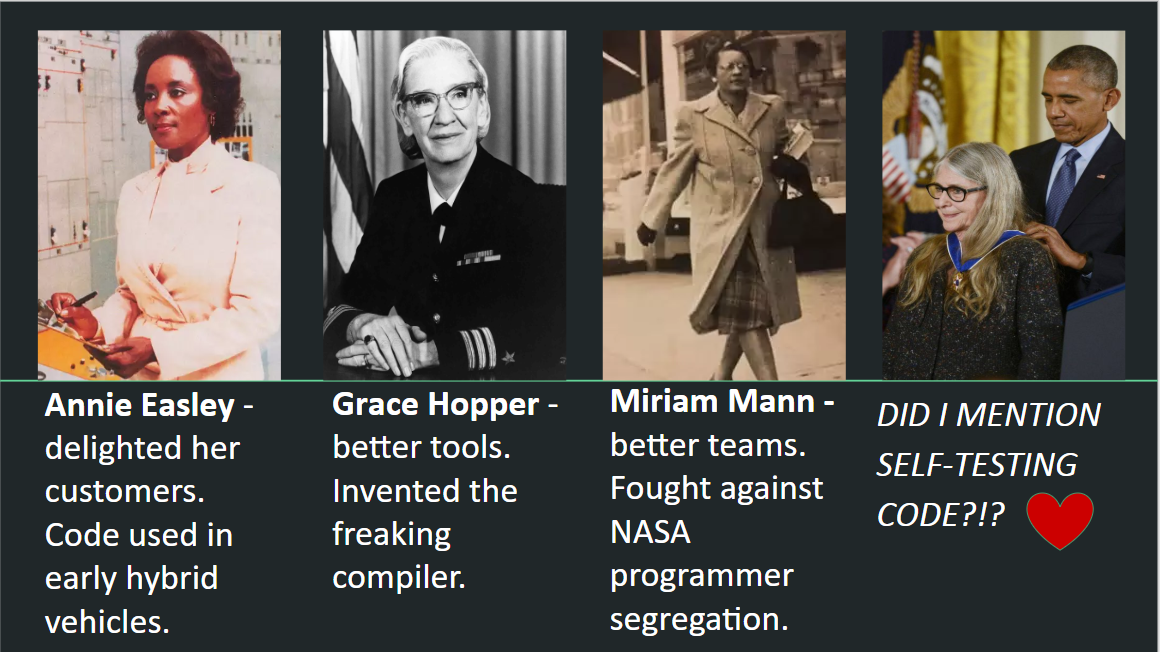 Annie Easley -
delighted her
customers.
Code used in
early hybrid
vehicles.
Grace Hopper -
better tools.
Invented the
freaking
compiler.
Miriam Mann -
better teams.
Fought against
NASA
programmer
segregation.
DID I MENTION
SELF-TESTING
CODE?!?